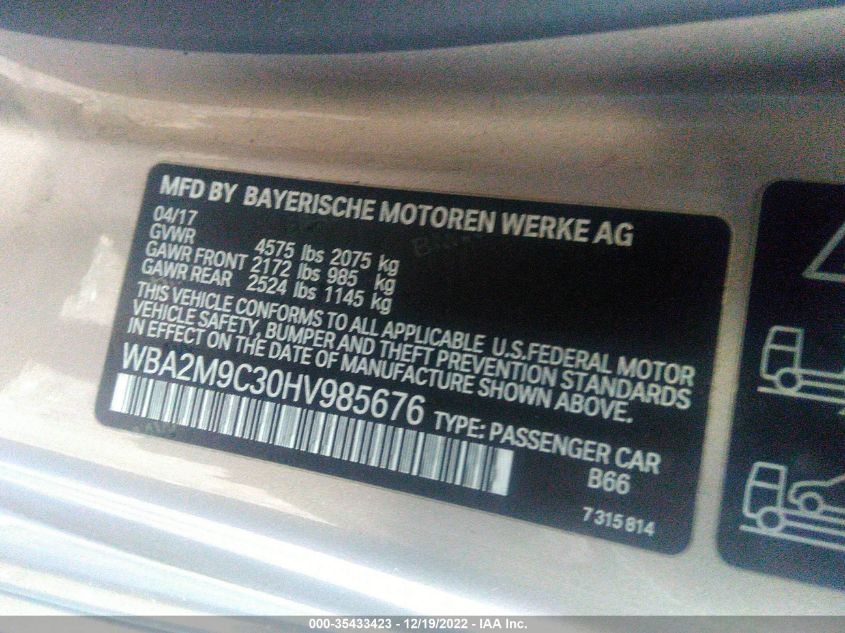 MFD BY BAYERISCHE MOTOREN WERKE AG
04/17
GVWR 4575 lbs 2075 kg
GAWR FRONT 2172 lbs 985 kg
GAWR REAR 2524 lbs 1145 kg
THIS VEHICLE CONFORMS TO ALL APPLICABLE U.S.FEDERAL MOTOR
VEHICLE SAFETY, BUMPER AND THEFT PREVENTION STANDARDS
IN EFFECT ON THE DATE OF MANUFACTURE SHOWN ABOVE.
WBA2M9C30HV985676 TYPE: PASSENGER CAR
B66
7 315 814
000-35433423 - 12/19/2022 - IAA Inc.